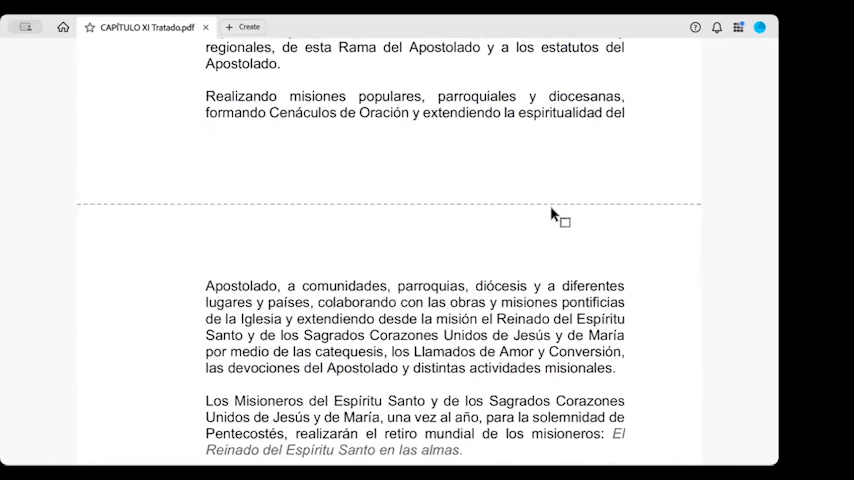 CAPÍTULO XI Tratado.pdf
Create
regionales, de esta Rama del Apostolado y a los estatutos del
Apostolado.
Realizando misiones populares, parroquiales y diocesanas,
formando Cenáculos de Oración y extendiendo la espiritualidad del
Apostolado, a comunidades, parroquias, diócesis y a diferentes
lugares y países, colaborando con las obras y misiones pontificias
de la Iglesia y extendiendo desde la misión el Reinado del Espíritu
Santo y de los Sagrados Corazones Unidos de Jesús y de María
por medio de las catequesis, los Llamados de Amor y Conversión,
las devociones del Apostolado y distintas actividades misionales.
Los Misioneros del Espíritu Santo y de los Sagrados Corazones
Unidos de Jesús y de María, una vez al año, para la solemnidad de
Pentecostés, realizarán el retiro mundial de los misioneros: El
Reinado del Espíritu Santo en las almas.